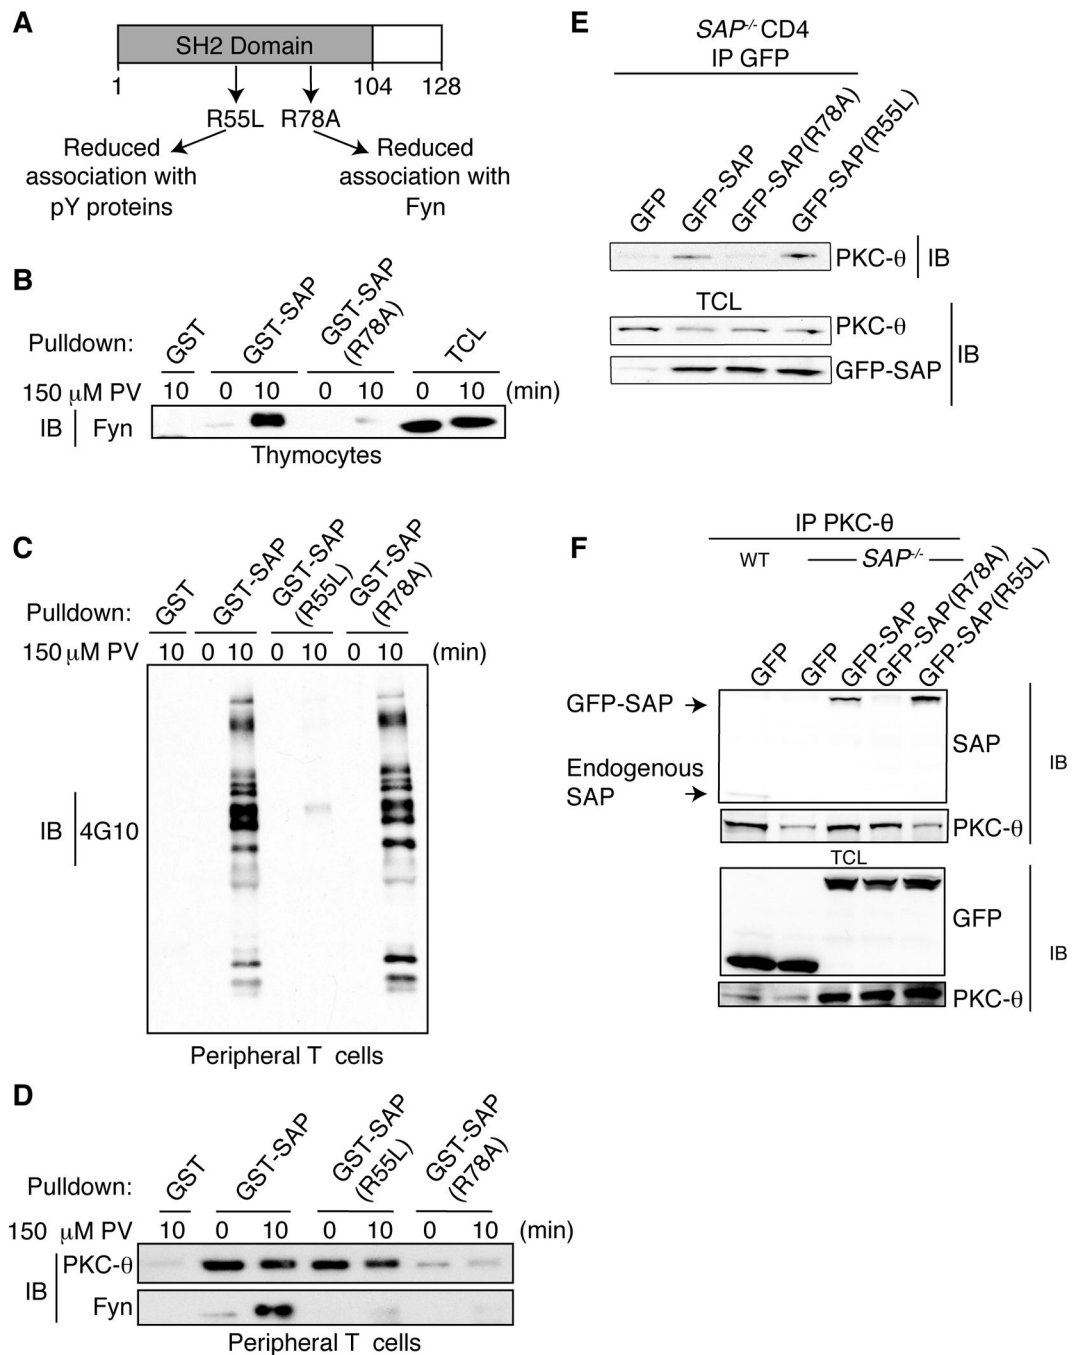 A
SH2 Domain
1
104
128
R55L
R78A
Reduced
association with
pY proteins
Reduced
association with
Fyn
B
Pulldown:
GST
GST-SAP
GST-SAP
(R78A)
TCL
150 µM PV
10
0
10
0
10
0
10
(min)
IB
Fyn
Thymocytes
C
Pulldown:
GST
GST-SAP
GST-SAP
(R55L)
GST-SAP
(R78A)
150 µM PV
10
0
10
0
10
0
10
(min)
IB
4G10
Peripheral T cells
D
Pulldown:
GST
GST-SAP
GST-SAP
(R55L)
GST-SAP
(R78A)
150 µM PV
10
0
10
0
10
0
10
(min)
IB
PKC-θ
Fyn
Peripheral T cells
E
SAP-/- CD4
IP GFP
GFP
GFP-SAP
GFP-SAP(R78A)
GFP-SAP(R55L)
PKC-θ
IB
TCL
PKC-θ
GFP-SAP
IB
F
IP PKC-θ
WT
SAP-/-
GFP
GFP
GFP-SAP
GFP-SAP(R78A)
GFP-SAP(R55L)
GFP-SAP
Endogenous
SAP
SAP
IB
PKC-θ
TCL
GFP
IB
PKC-θ